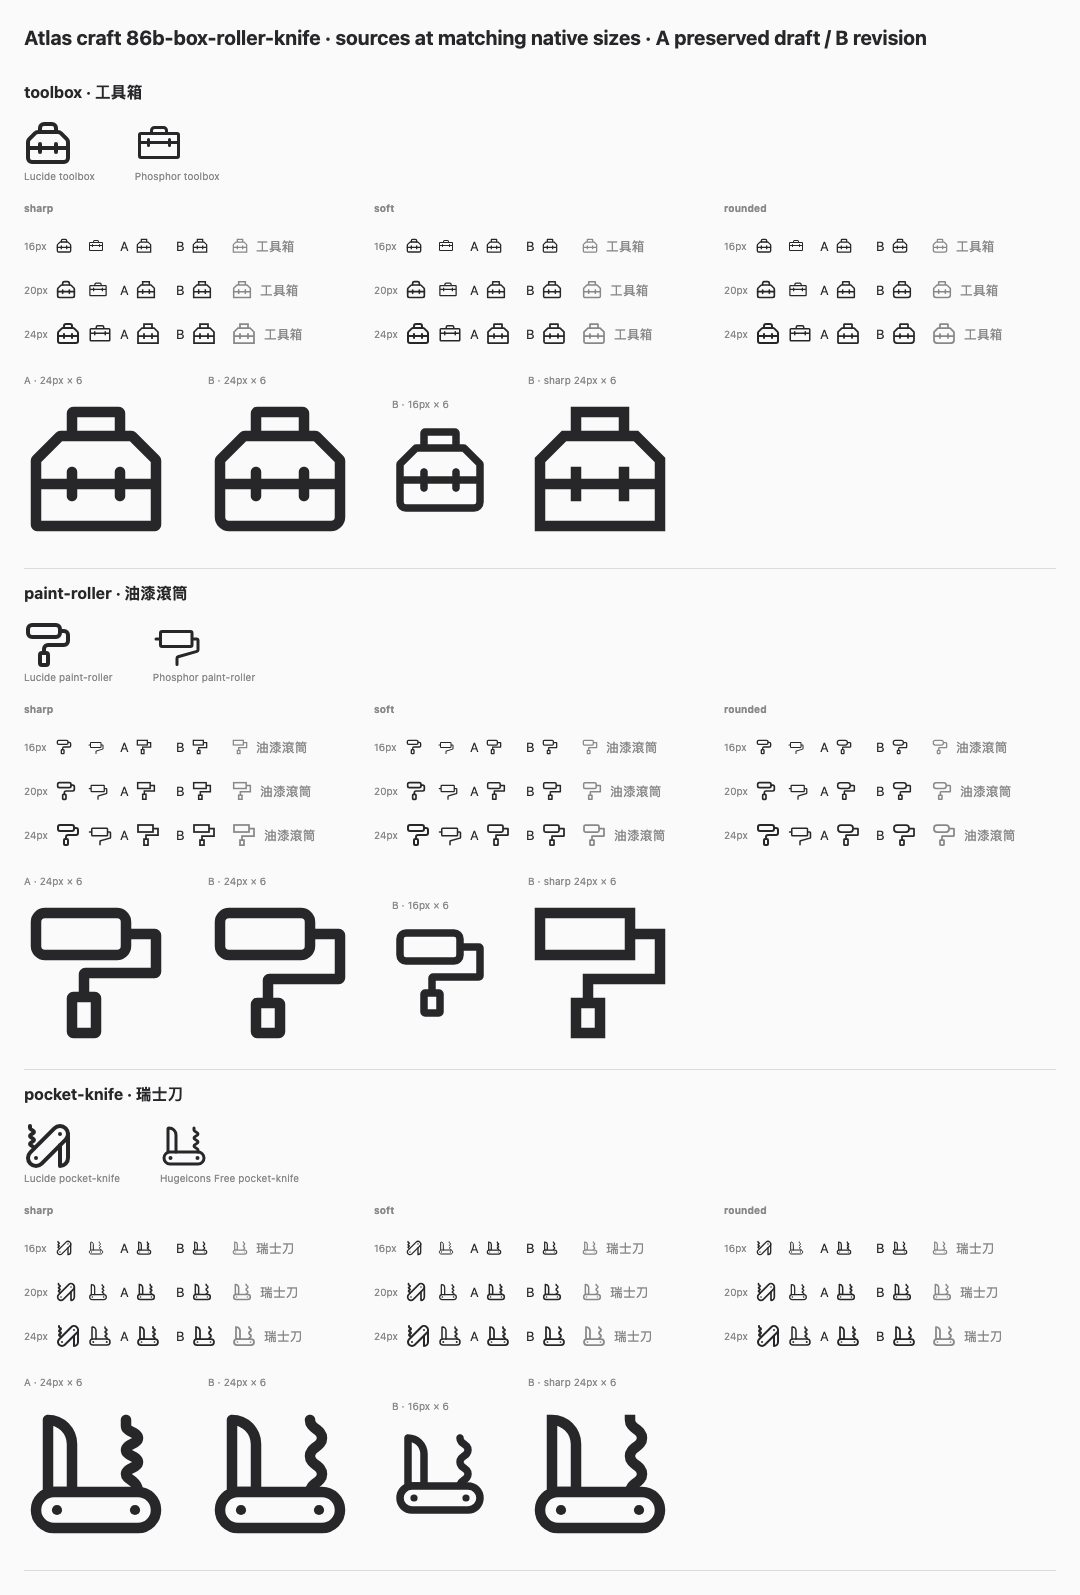 Atlas craft 86b-box-roller-knife · sources at matching native sizes · A preserved draft / B revision
toolbox · 工具箱
Lucide toolbox
Phosphor toolbox
sharp
soft
rounded
16px A B 工具箱
16px A B 工具箱
16px A B 工具箱
20px A B 工具箱
20px A B 工具箱
20px A B 工具箱
24px A B 工具箱
24px A B 工具箱
24px A B 工具箱
A · 24px × 6
B · 24px × 6
B · 16px × 6
B · sharp 24px × 6
paint-roller · 油漆滾筒
Lucide paint-roller
Phosphor paint-roller
sharp
soft
rounded
16px A B 油漆滾筒
16px A B 油漆滾筒
16px A B 油漆滾筒
20px A B 油漆滾筒
20px A B 油漆滾筒
20px A B 油漆滾筒
24px A B 油漆滾筒
24px A B 油漆滾筒
24px A B 油漆滾筒
A · 24px × 6
B · 24px × 6
B · 16px × 6
B · sharp 24px × 6
pocket-knife · 瑞士刀
Lucide pocket-knife
Hugeicons Free pocket-knife
sharp
soft
rounded
16px A B 瑞士刀
16px A B 瑞士刀
16px A B 瑞士刀
20px A B 瑞士刀
20px A B 瑞士刀
20px A B 瑞士刀
24px A B 瑞士刀
24px A B 瑞士刀
24px A B 瑞士刀
A · 24px × 6
B · 24px × 6
B · 16px × 6
B · sharp 24px × 6